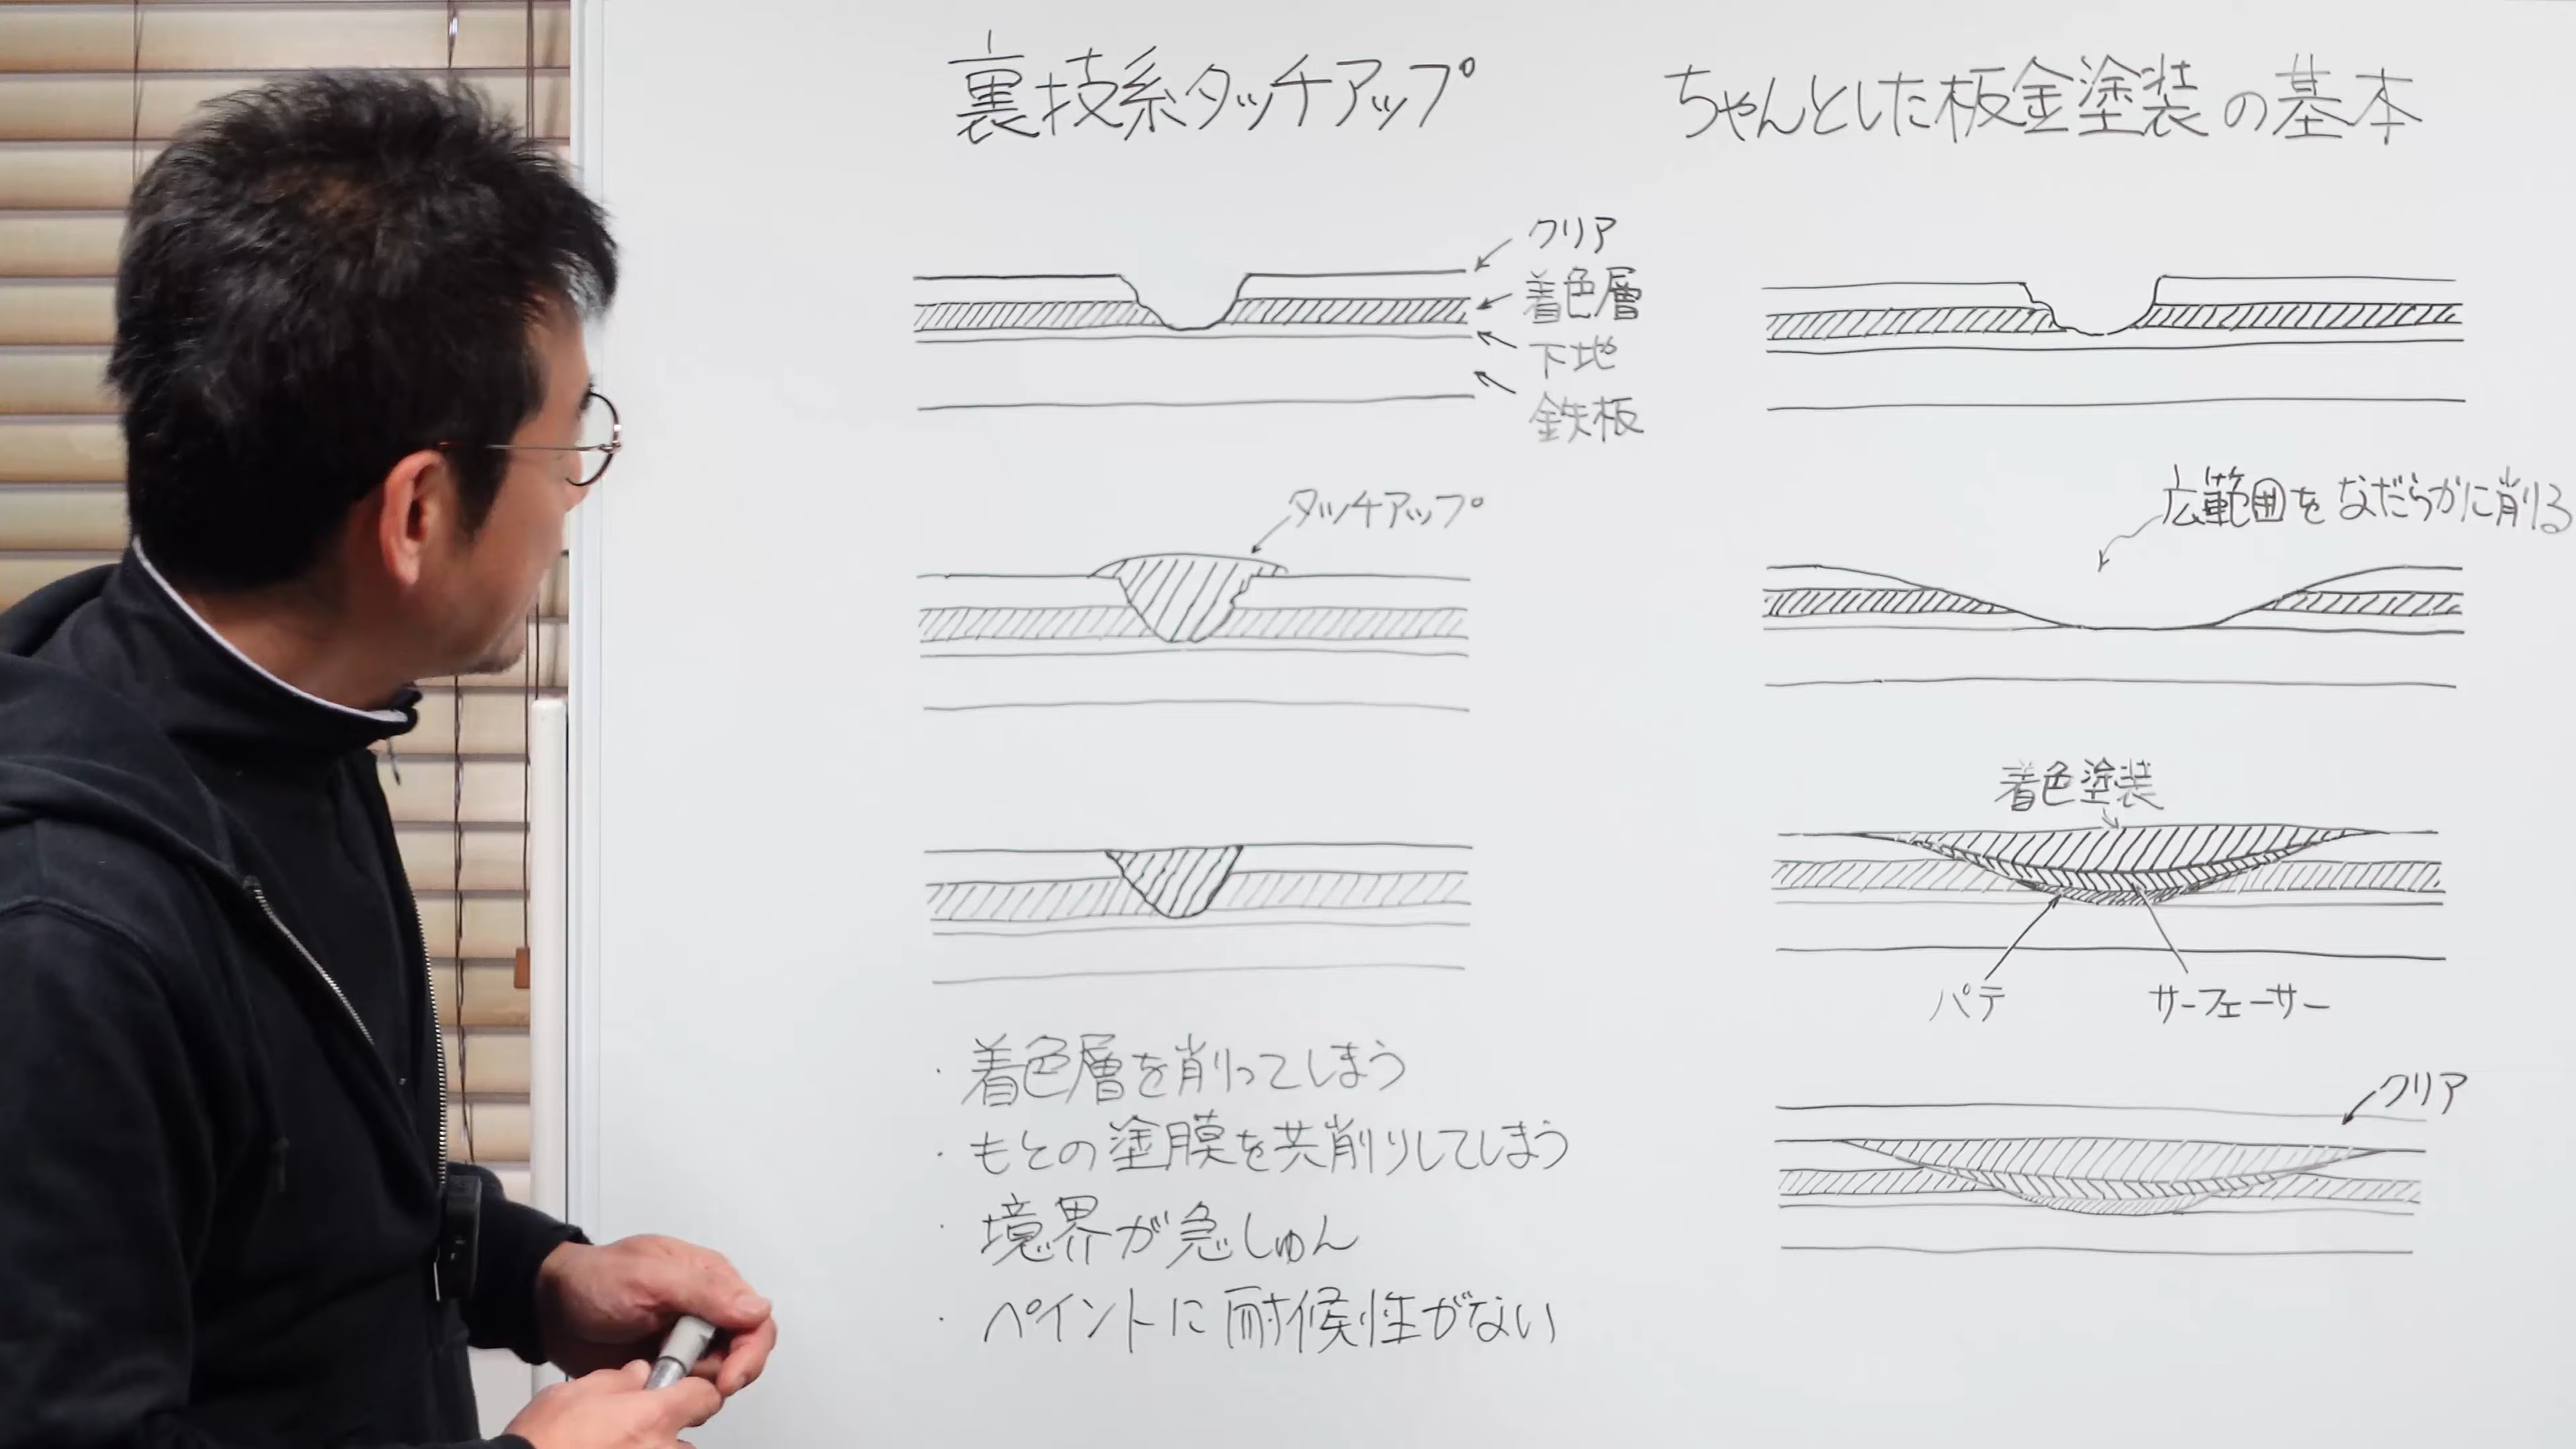 裏技系タッチアップ
クリア
着色層
下地
鉄板
タッチアップ
・着色層を削ってしまう
・もとの塗膜を共削りしてしまう
・境界が急しゅん
・ペイントに耐候性がない
ちゃんとした板金塗装の基本
広範囲をなだらかに削る
着色塗装
パテ
サーフェーサー
クリア